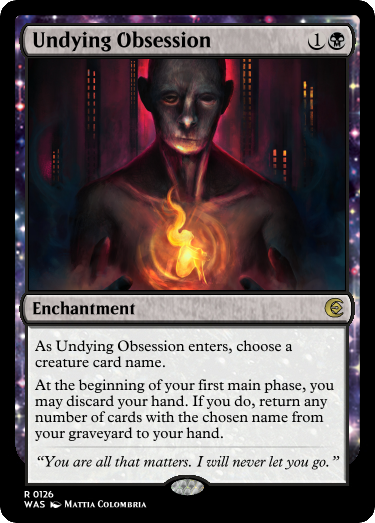 Undying Obsession 1
Enchantment
As Undying Obsession enters, choose a
creature card name.
At the beginning of your first main phase, you
may discard your hand. If you do, return any
number of cards with the chosen name from
your graveyard to your hand.
“You are all that matters. I will never let you go.”
R 0126
WAS Mattia Colombria